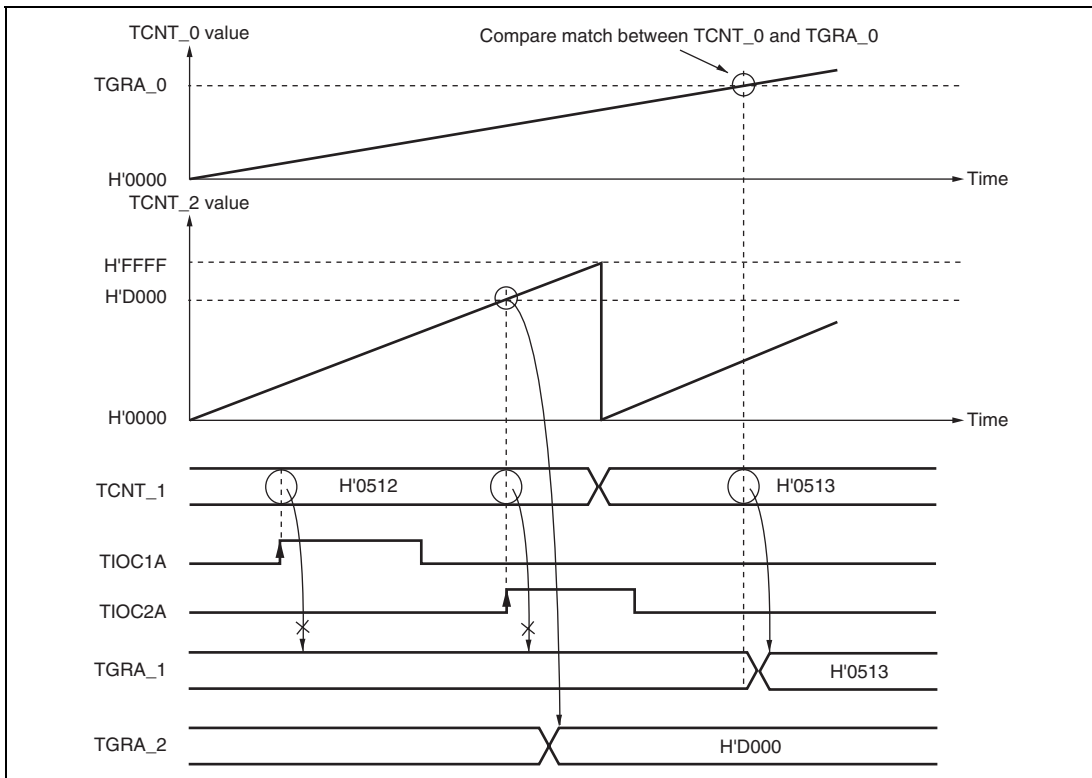 TCNT_0 value
Compare match between TCNT_0 and TGRA_0
TGRA_0
H'0000
Time
TCNT_2 value
H'FFFF
H'D000
H'0000
Time
TCNT_1
H'0512
H'0513
TIOC1A
TIOC2A
TGRA_1
H'0513
TGRA_2
H'D000